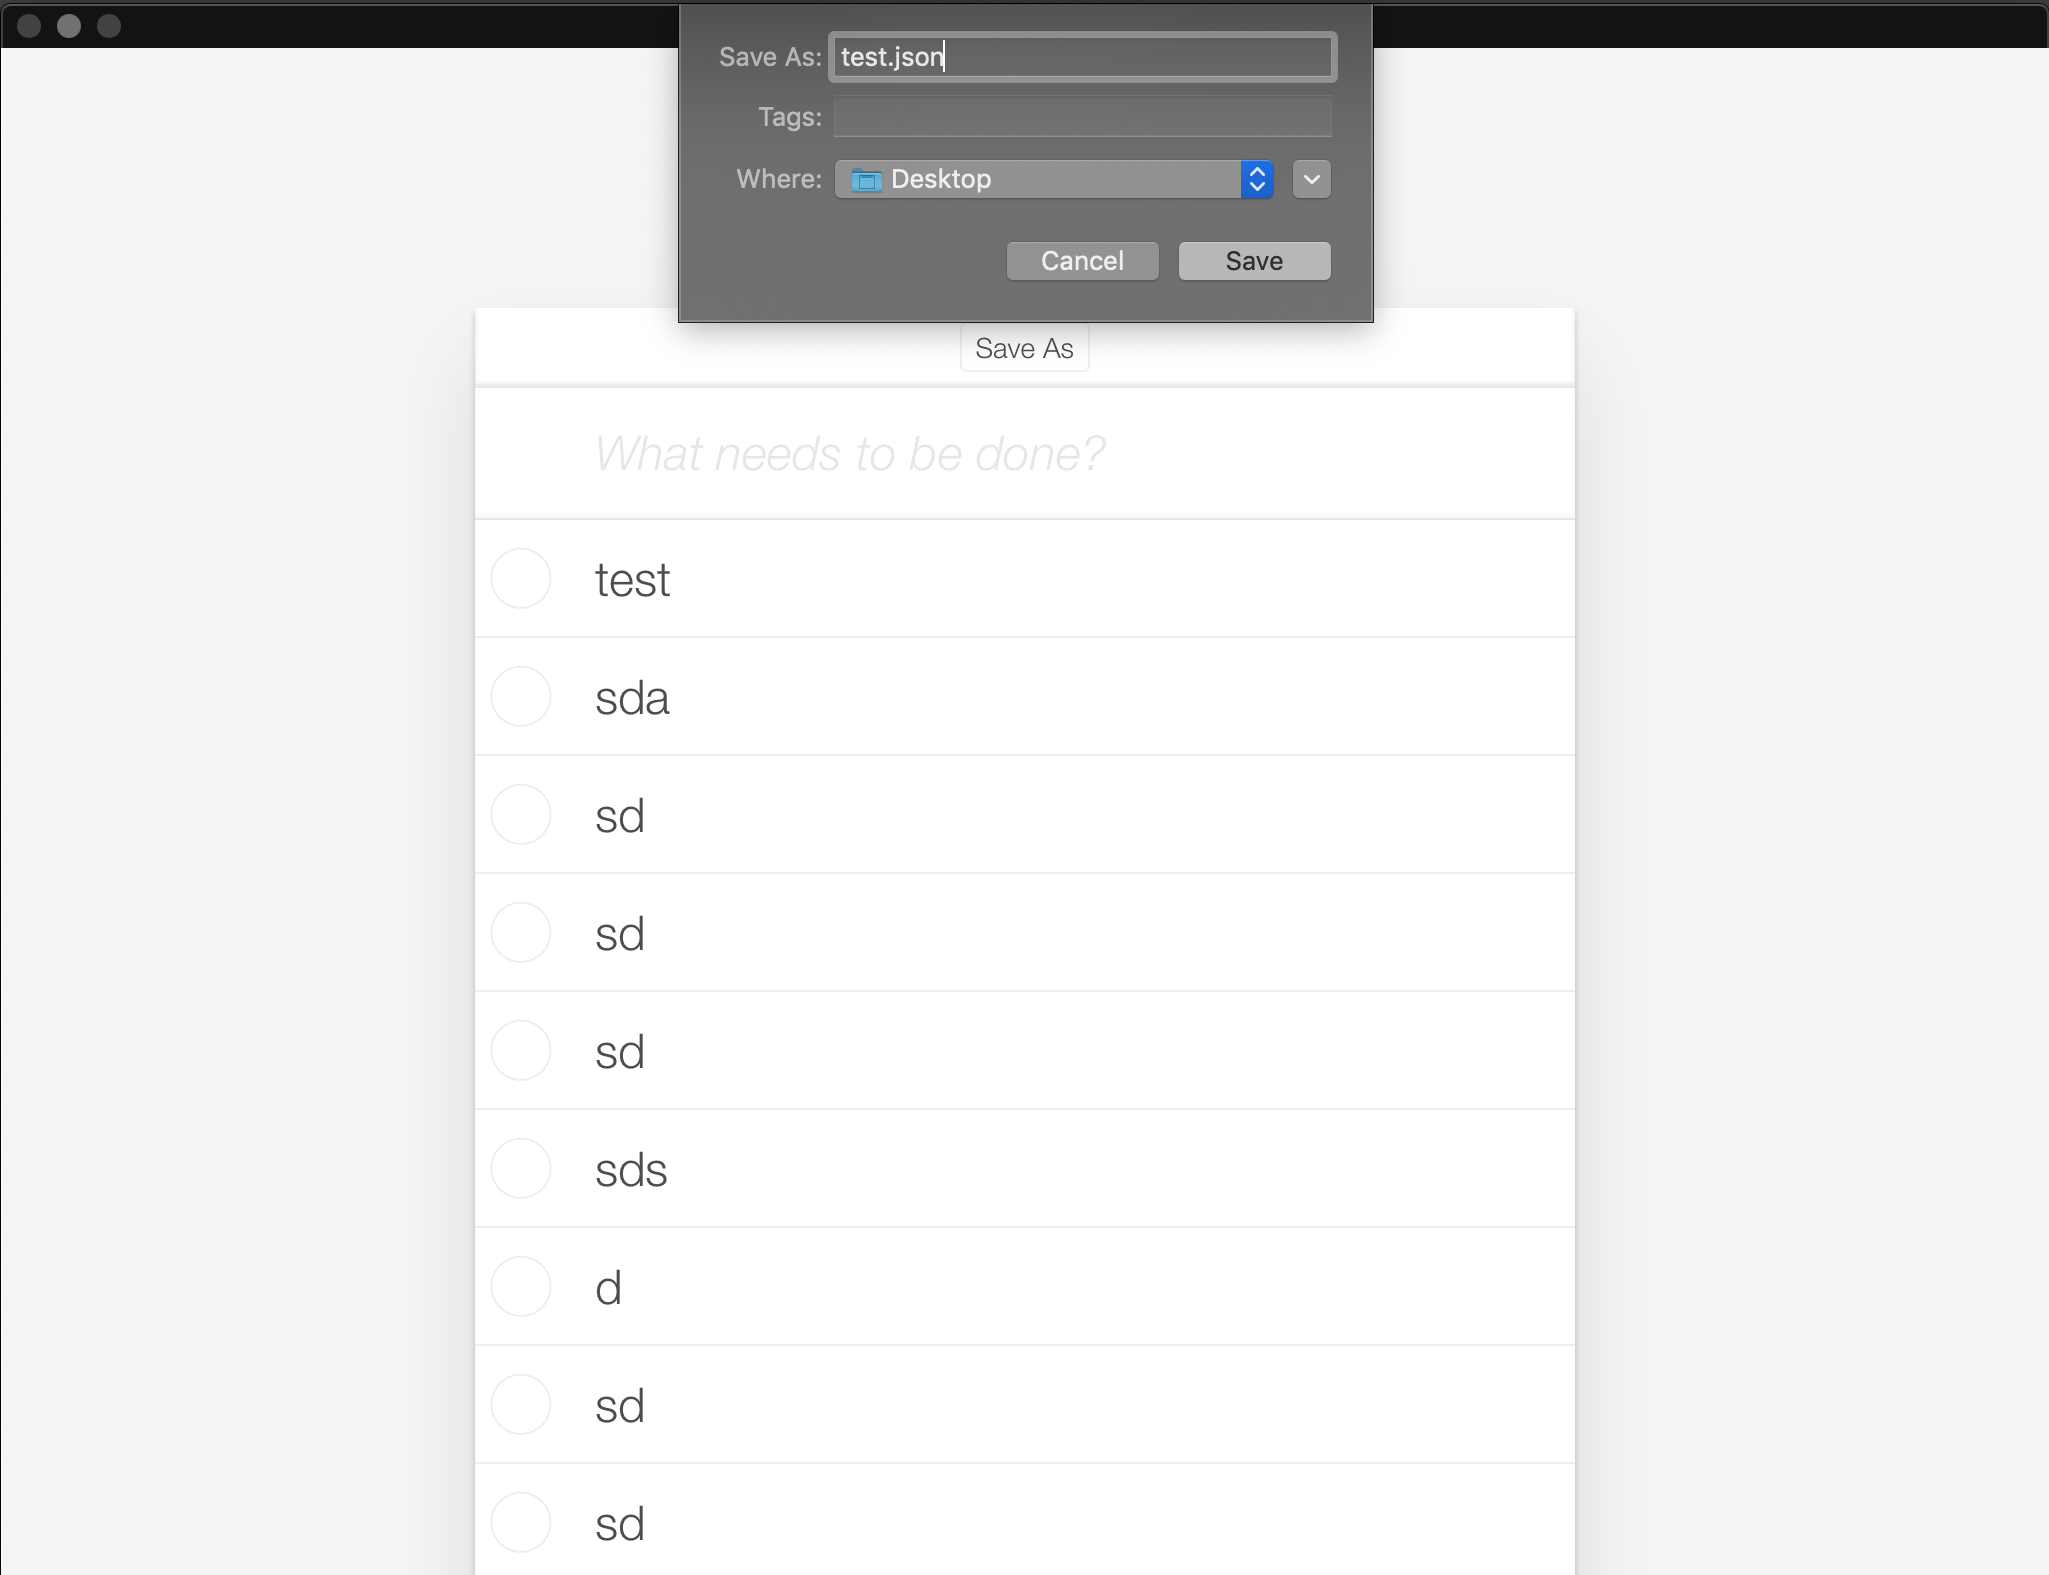 Save As: test.json
Tags:
Where: Desktop
Cancel Save
Save As
What needs to be done?
test
sda
sd
sd
sd
sds
d
sd
sd